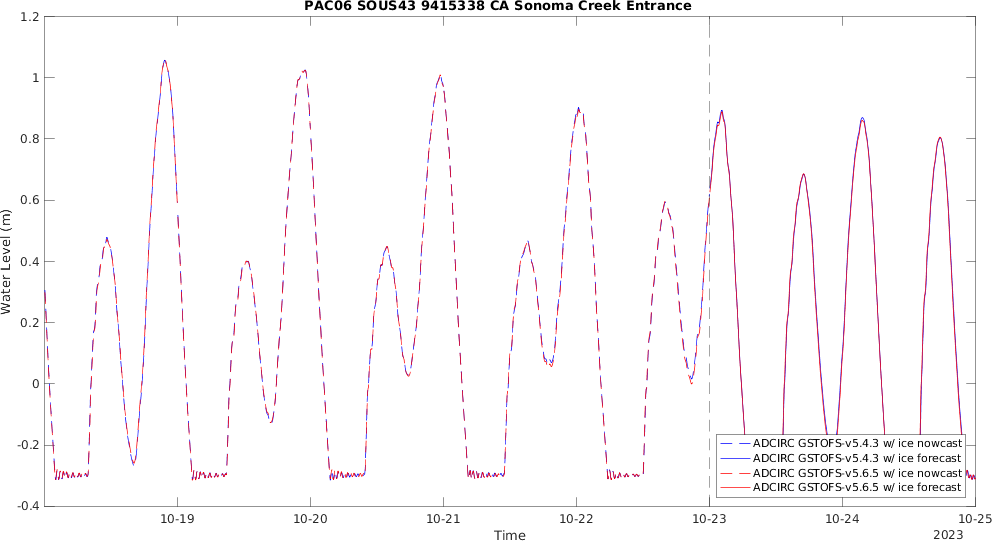 PAC06 SOUS43 9415338 CA Sonoma Creek Entrance
1.2
1
0.8
0.6
0.4
0.2
0
-0.2
-0.4
Water Level (m)
10-19
10-20
10-21
10-22
10-23
10-24
10-25
Time
2023
ADCIRC GSTOFS-v5.4.3 w/ ice nowcast
ADCIRC GSTOFS-v5.4.3 w/ ice forecast
ADCIRC GSTOFS-v5.6.5 w/ ice nowcast
ADCIRC GSTOFS-v5.6.5 w/ ice forecast